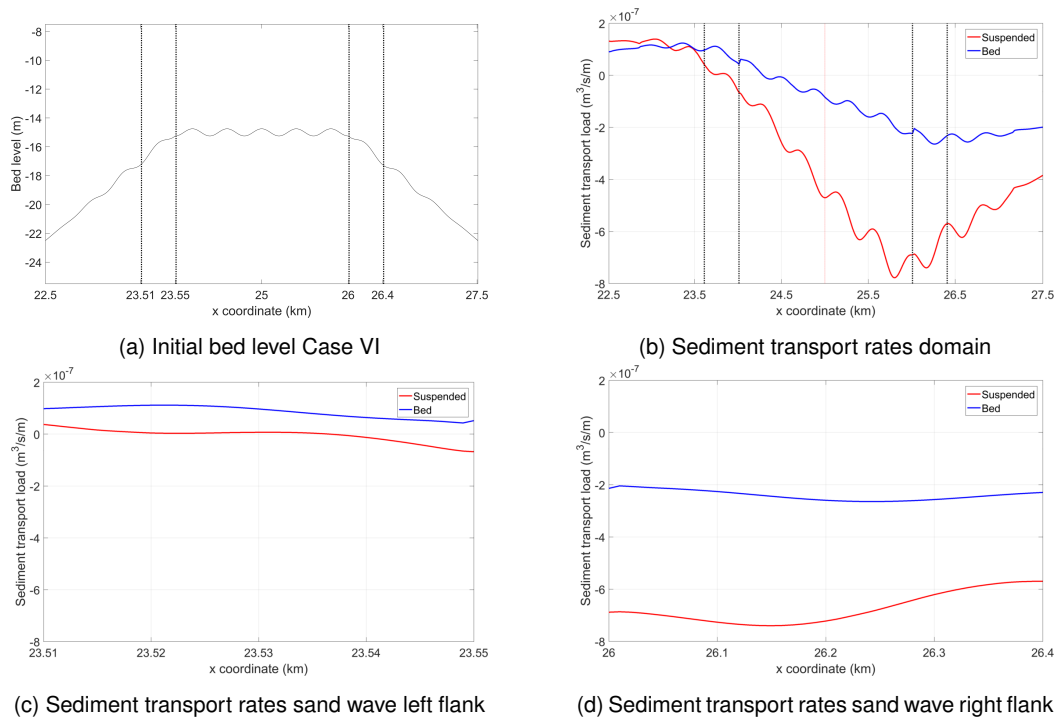 -8
-10
-12
-14
-16
-18
-20
-22
-24
Bed level (m)
22.5 23.51 23.55 25 26 26.4 27.5
x coordinate (km)
(a) Initial bed level Case VI
×10⁻⁷
2
0
-2
-4
-6
-8
Sediment transport load (m³/s/m)
Suspended
Bed
22.5 23.5 24.5 25.5 26.5 27.5
x coordinate (km)
(b) Sediment transport rates domain
×10⁻⁷
2
0
-2
-4
-6
-8
Sediment transport load (m³/s/m)
Suspended
Bed
23.51 23.52 23.53 23.54 23.55
x coordinate (km)
(c) Sediment transport rates sand wave left flank
×10⁻⁷
2
0
-2
-4
-6
-8
Sediment transport load (m³/s/m)
Suspended
Bed
26 26.1 26.2 26.3 26.4
x coordinate (km)
(d) Sediment transport rates sand wave right flank